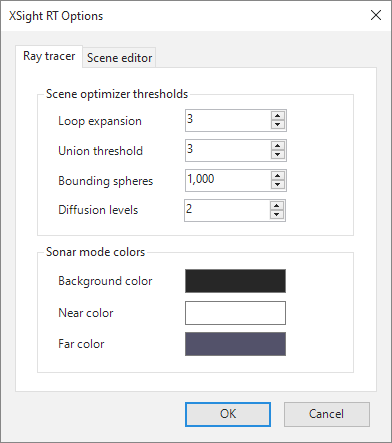 XSight RT Options
Ray tracer Scene editor
Scene optimizer thresholds
Loop expansion 3
Union threshold 3
Bounding spheres 1,000
Diffusion levels 2
Sonar mode colors
Background color
Near color
Far color
OK Cancel